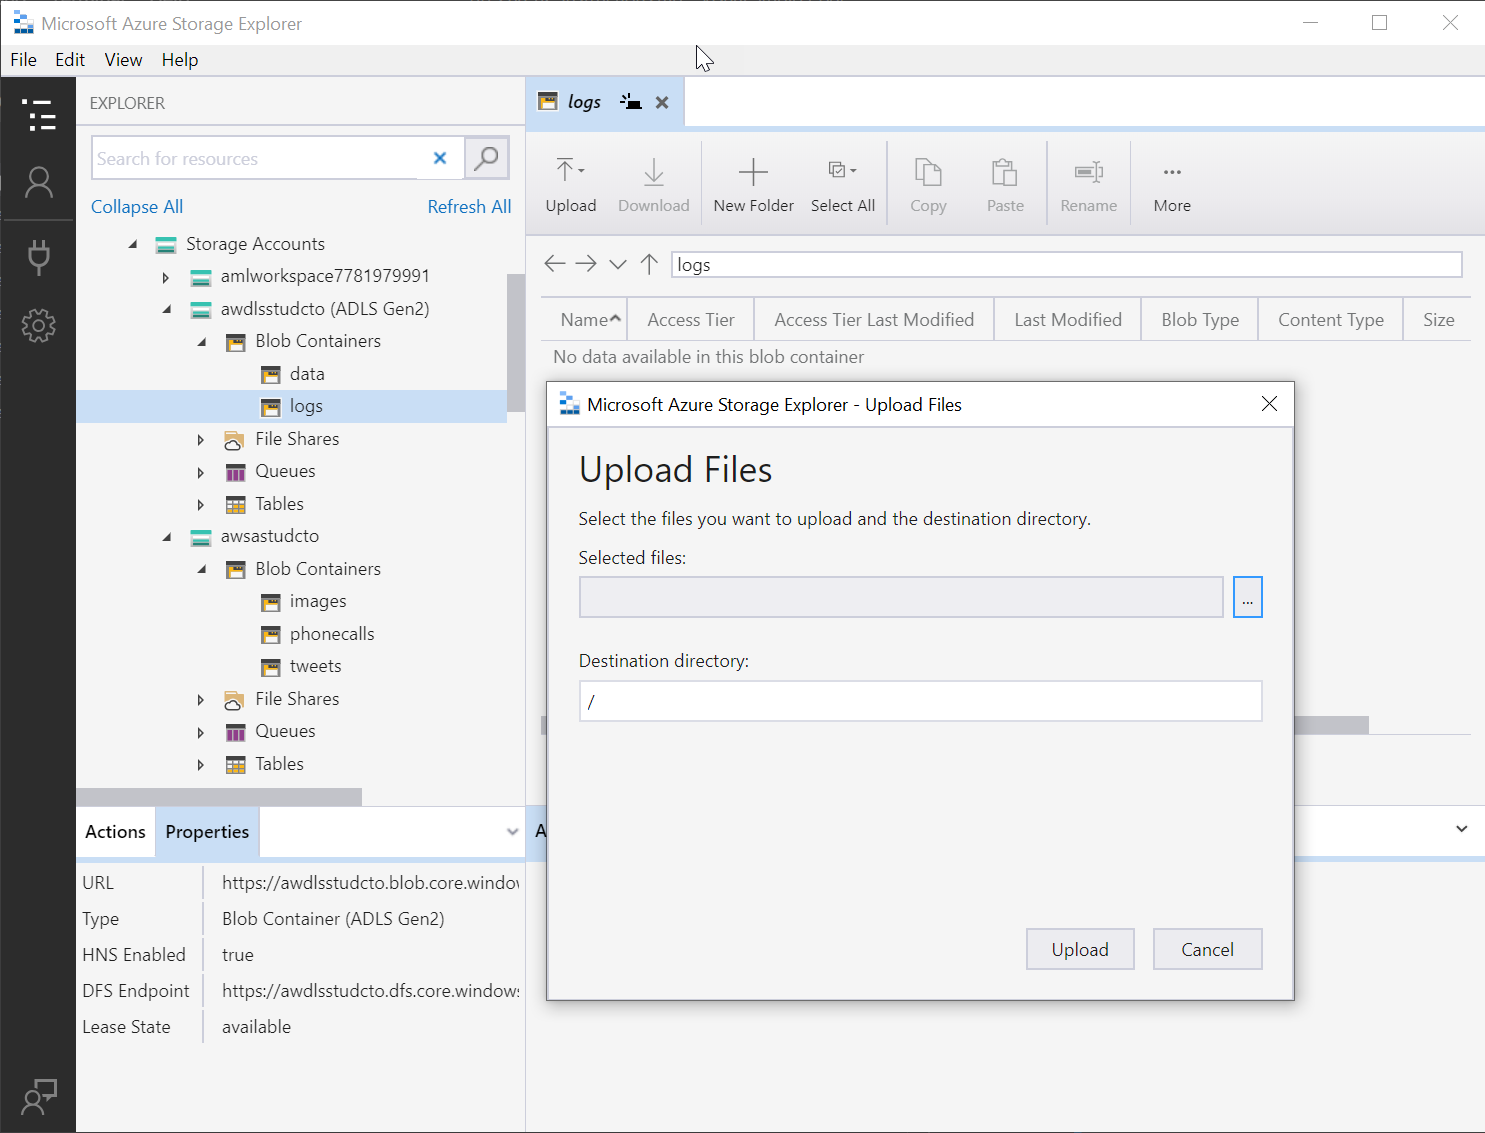 Microsoft Azure Storage Explorer
File Edit View Help
EXPLORER
Search for resources
Collapse All Refresh All
Storage Accounts
amlworkspace7781979991
awdlsstudcto (ADLS Gen2)
Blob Containers
data
logs
File Shares
Queues
Tables
awsastudcto
Blob Containers
images
phonecalls
tweets
File Shares
Queues
Tables
Actions Properties
URL https://awdlsstudcto.blob.core.window
Type Blob Container (ADLS Gen2)
HNS Enabled true
DFS Endpoint https://awdlsstudcto.dfs.core.windows
Lease State available
logs
Upload Download New Folder Select All Copy Paste Rename More
logs
Name Access Tier Access Tier Last Modified Last Modified Blob Type Content Type Size
No data available in this blob container
A
Microsoft Azure Storage Explorer - Upload Files
Upload Files
Select the files you want to upload and the destination directory.
Selected files:
...
Destination directory:
/
Upload Cancel